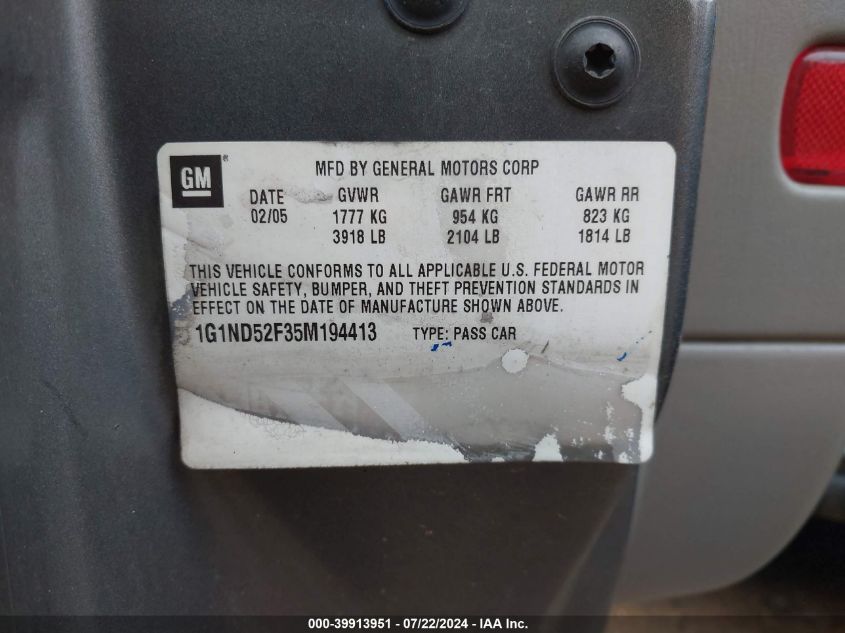 GM ®
MFD BY GENERAL MOTORS CORP
DATE GVWR GAWR FRT GAWR RR
02/05 1777 KG 954 KG 823 KG
3918 LB 2104 LB 1814 LB
THIS VEHICLE CONFORMS TO ALL APPLICABLE U.S. FEDERAL MOTOR
VEHICLE SAFETY, BUMPER, AND THEFT PREVENTION STANDARDS IN
EFFECT ON THE DATE OF MANUFACTURE SHOWN ABOVE.
1G1ND52F35M194413 TYPE: PASS CAR
000-39913951 - 07/22/2024 - IAA Inc.